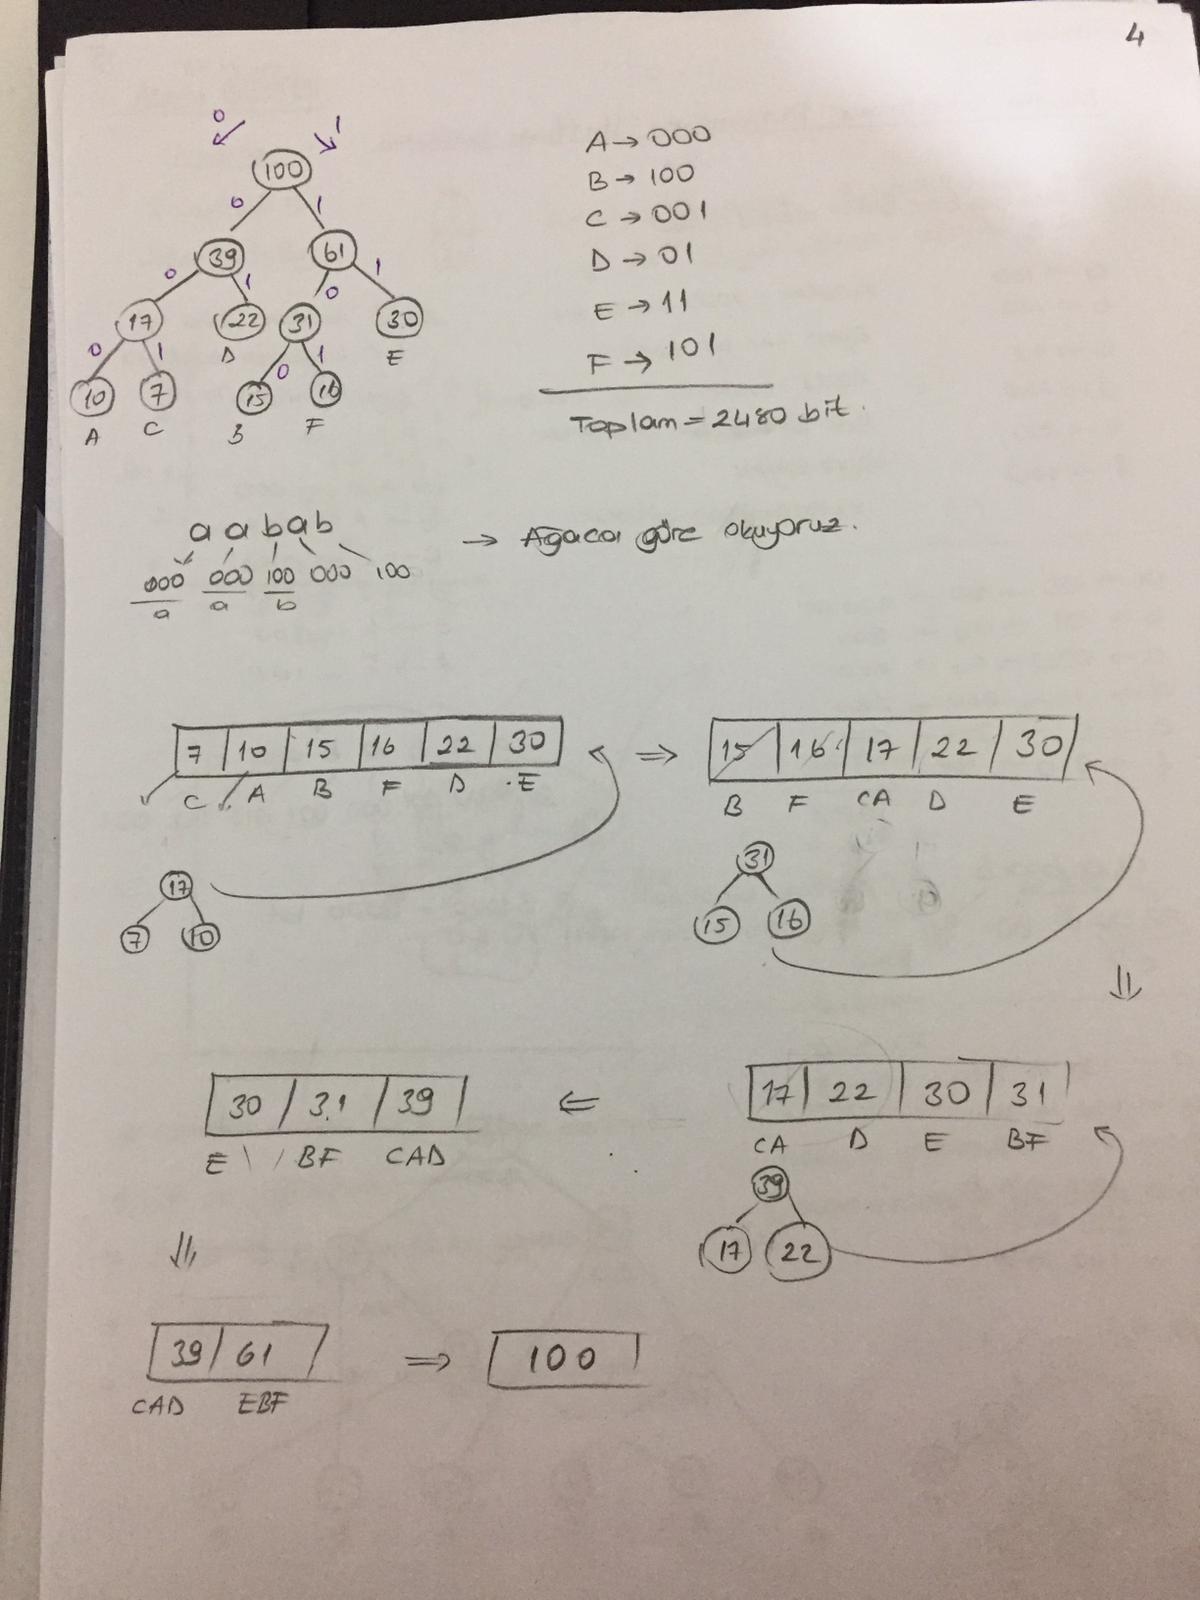 4
0 1
100
0 1
39 61
0 1 0 1
17 22 31 30
0 1 D 0 1 E
10 7 15 16
A C B F
A → 000
B → 100
C → 001
D → 01
E → 11
F → 101
Toplam = 2480 bit.
a a b a b → Ağaca göre okuyoruz.
000 000 100 000 100
a a b
7 10 15 16 22 30 ⇒ 15 16 17 22 30
C A B F D E B F CA D E
17 31
7 10 15 16
⇓
30 31 39 ⇐ 17 22 30 31
E BF CAD CA D E BF
39
⇓ 17 22
39 61 ⇒ 100
CAD EBF